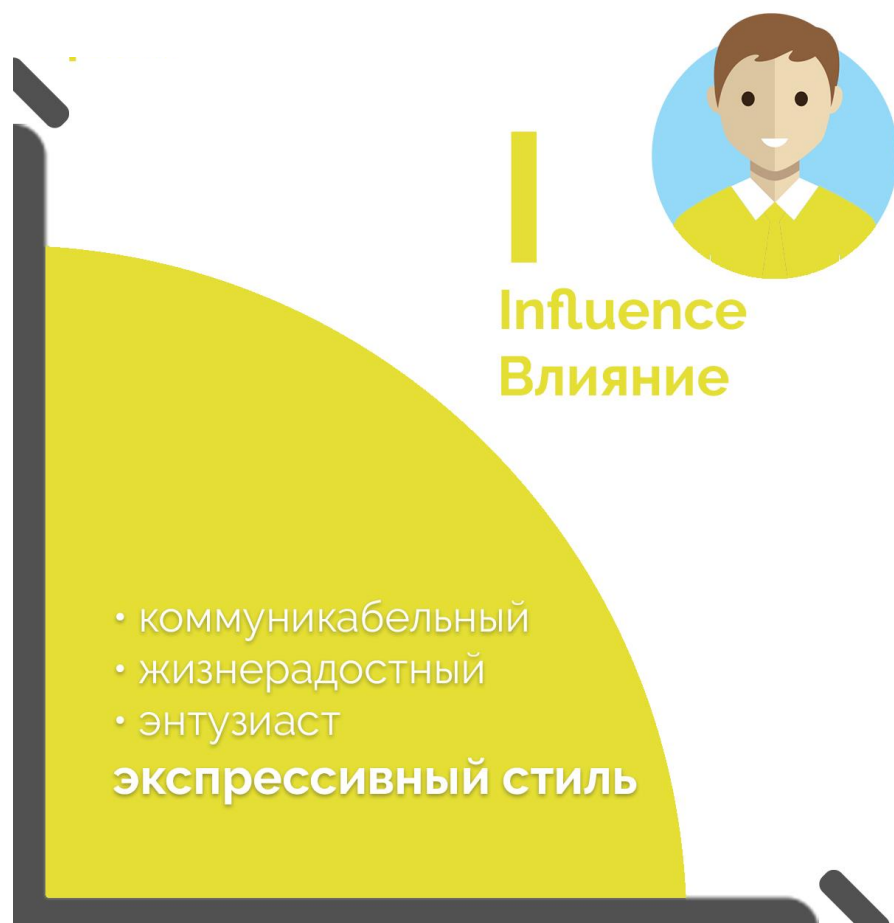 I
Influence
Влияние
• коммуникабельный
• жизнерадостный
• энтузиаст
экспрессивный стиль